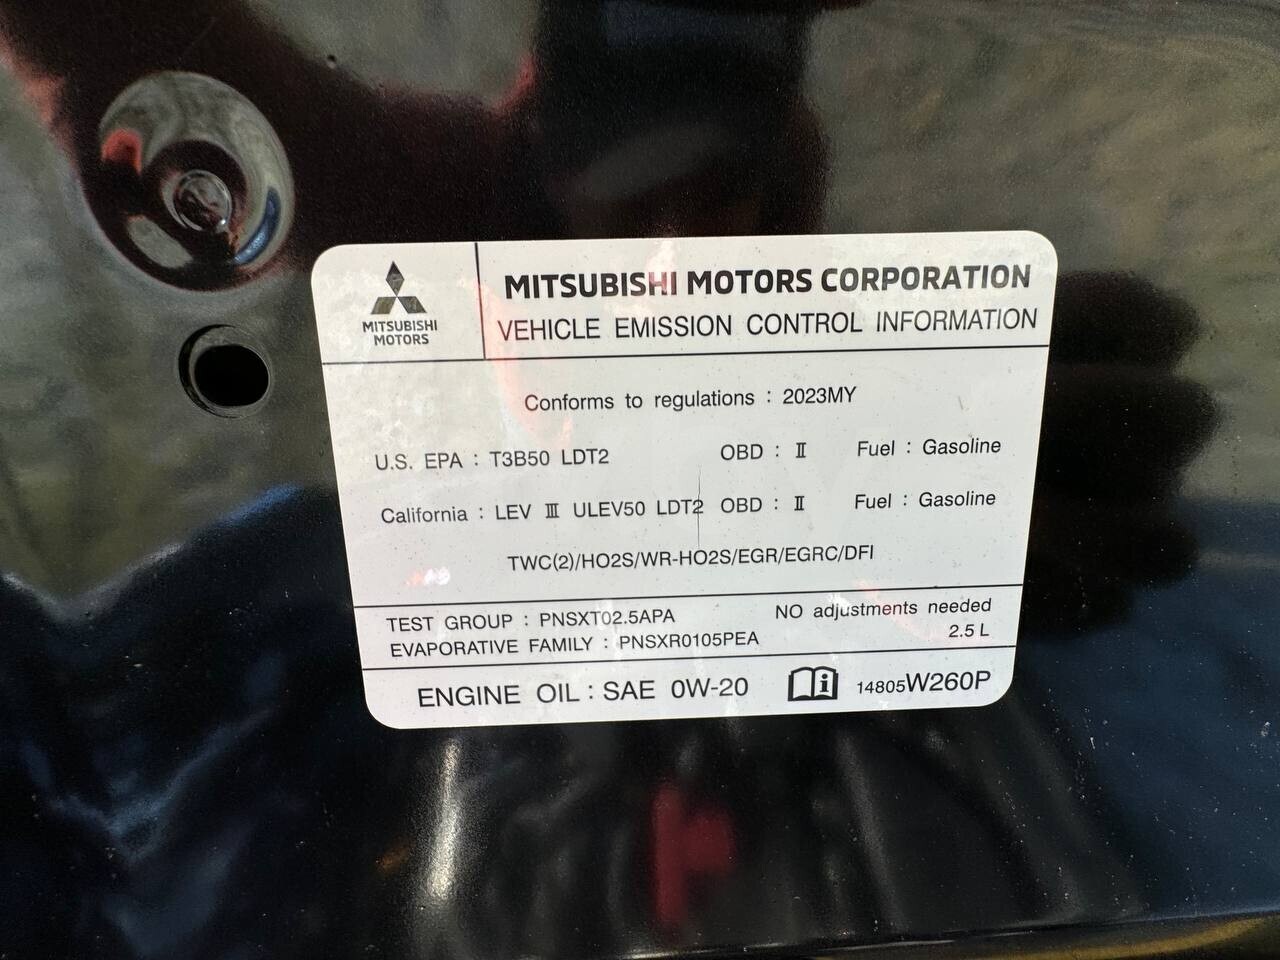 MITSUBISHI
MOTORS
MITSUBISHI MOTORS CORPORATION
VEHICLE EMISSION CONTROL INFORMATION
Conforms to regulations : 2023MY
U.S. EPA : T3B50 LDT2 OBD : Ⅱ Fuel : Gasoline
California : LEV Ⅲ ULEV50 LDT2 OBD : Ⅱ Fuel : Gasoline
TWC(2)/HO2S/WR-HO2S/EGR/EGRC/DFI
TEST GROUP : PNSXT02.5APA NO adjustments needed
EVAPORATIVE FAMILY : PNSXR0105PEA 2.5 L
ENGINE OIL : SAE 0W-20 14805W260P